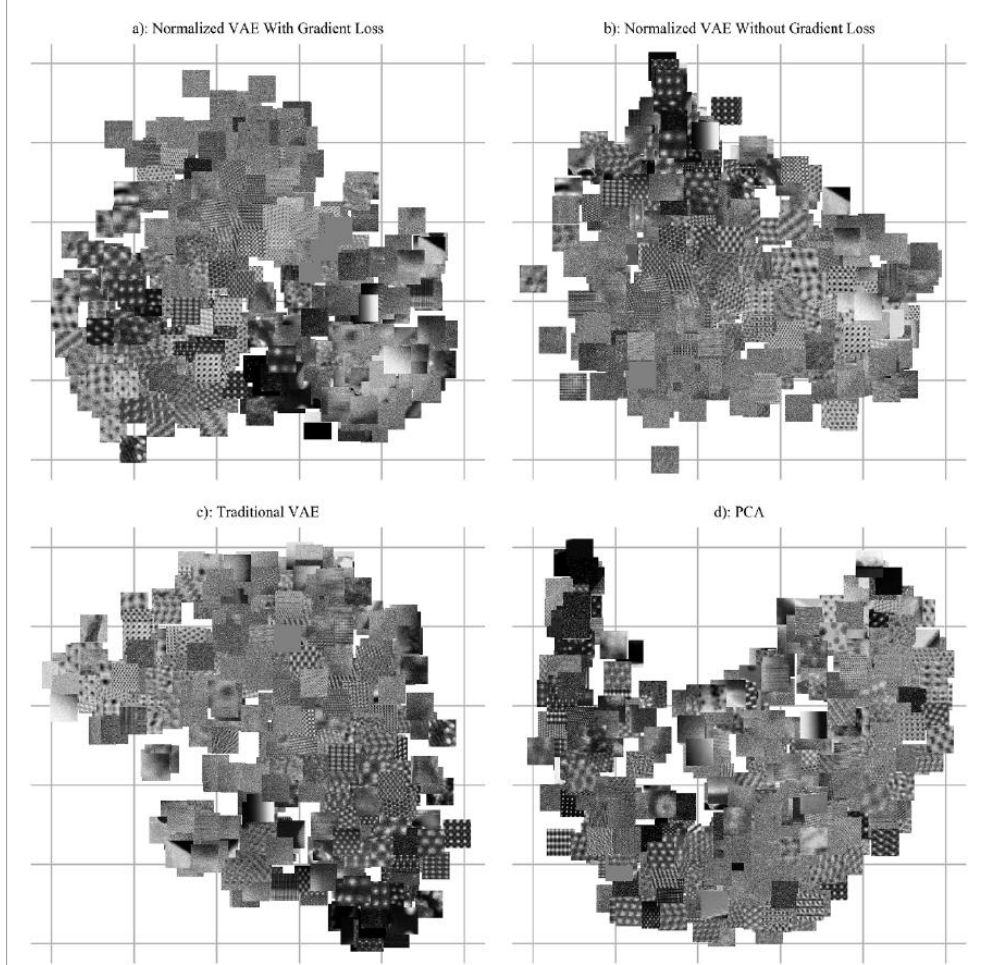 a): Normalized VAE With Gradient Loss
b): Normalized VAE Without Gradient Loss
c): Traditional VAE
d): PCA